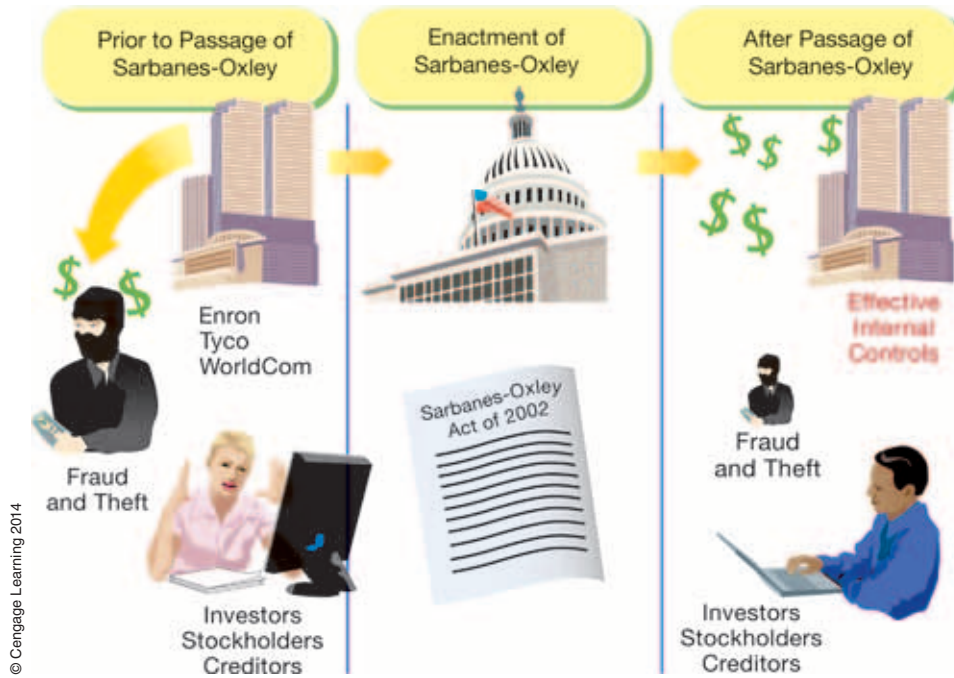 Prior to Passage of
Sarbanes-Oxley
Enactment of
Sarbanes-Oxley
After Passage of
Sarbanes-Oxley
$
$
$
$
$
$
$
Enron
Tyco
WorldCom
Fraud
and Theft
Investors
Stockholders
Creditors
Sarbanes-Oxley
Act of 2002
Effective
Internal
Controls
Fraud
and Theft
Investors
Stockholders
Creditors
© Cengage Learning 2014